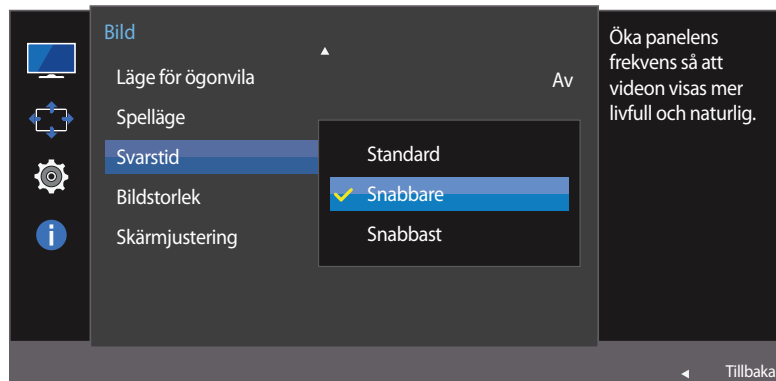 Bild
Läge för ögonvila
Av
Spelläge
Svarstid
Bildstorlek
Skärmjustering
Standard
Snabbare
Snabbast
Öka panelens
frekvens så att
videon visas mer
livfull och naturlig.
Tillbaka